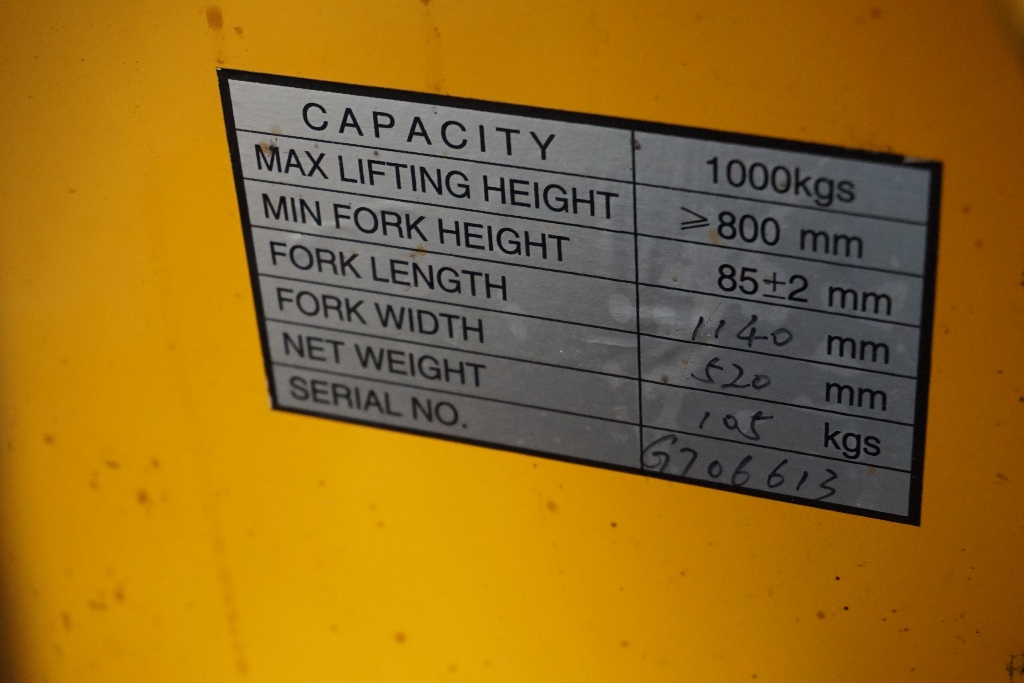 CAPACITY 1000kgs
MAX LIFTING HEIGHT ⩾800 mm
MIN FORK HEIGHT 85±2 mm
FORK LENGTH 1140 mm
FORK WIDTH 520 mm
NET WEIGHT 105 kgs
SERIAL NO. G706613